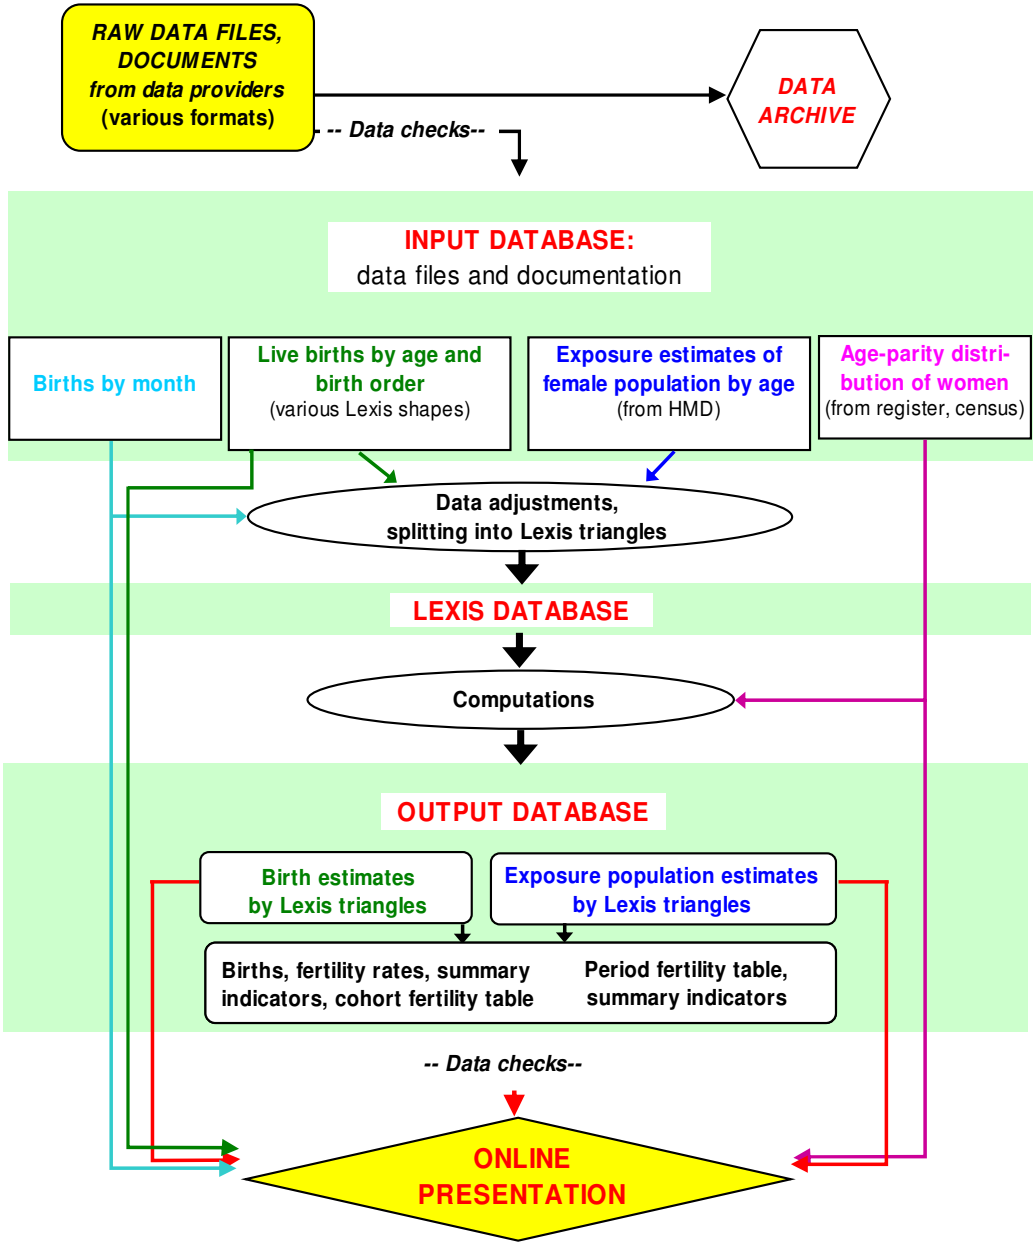 RAW DATA FILES,
DOCUMENTS
from data providers
(various formats)
DATA
ARCHIVE
-- Data checks--
INPUT DATABASE:
data files and documentation
Births by month
Live births by age and
birth order
(various Lexis shapes)
Exposure estimates of
female population by age
(from HMD)
Age-parity distri-
bution of women
(from register, census)
Data adjustments,
splitting into Lexis triangles
LEXIS DATABASE
Computations
OUTPUT DATABASE
Birth estimates
by Lexis triangles
Exposure population estimates
by Lexis triangles
Births, fertility rates, summary
indicators, cohort fertility table
Period fertility table,
summary indicators
-- Data checks--
ONLINE
PRESENTATION